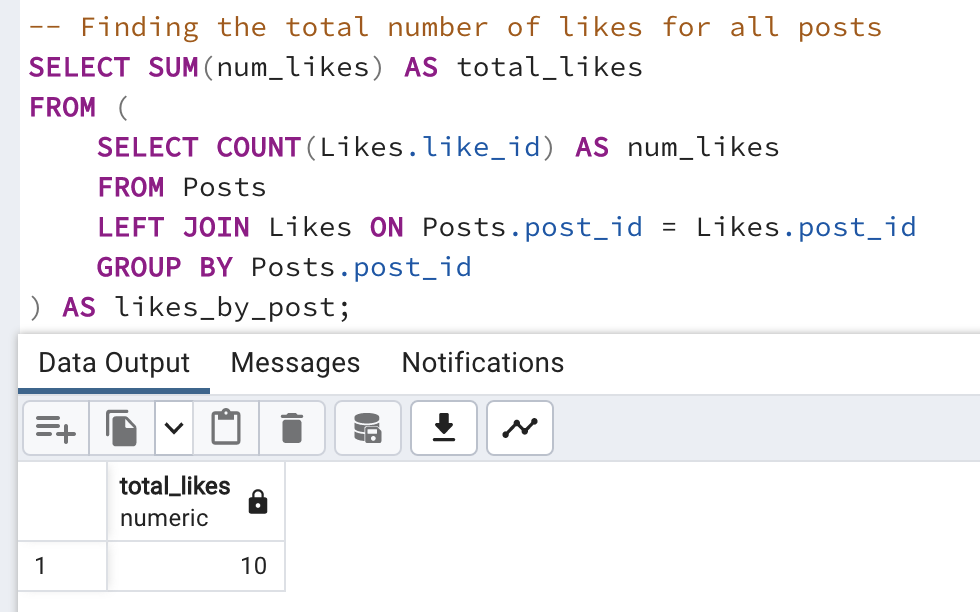 -- Finding the total number of likes for all posts
SELECT SUM(num_likes) AS total_likes
FROM (
    SELECT COUNT(Likes.like_id) AS num_likes
    FROM Posts
    LEFT JOIN Likes ON Posts.post_id = Likes.post_id
    GROUP BY Posts.post_id
) AS likes_by_post;
Data Output Messages Notifications
total_likes
numeric
1 10